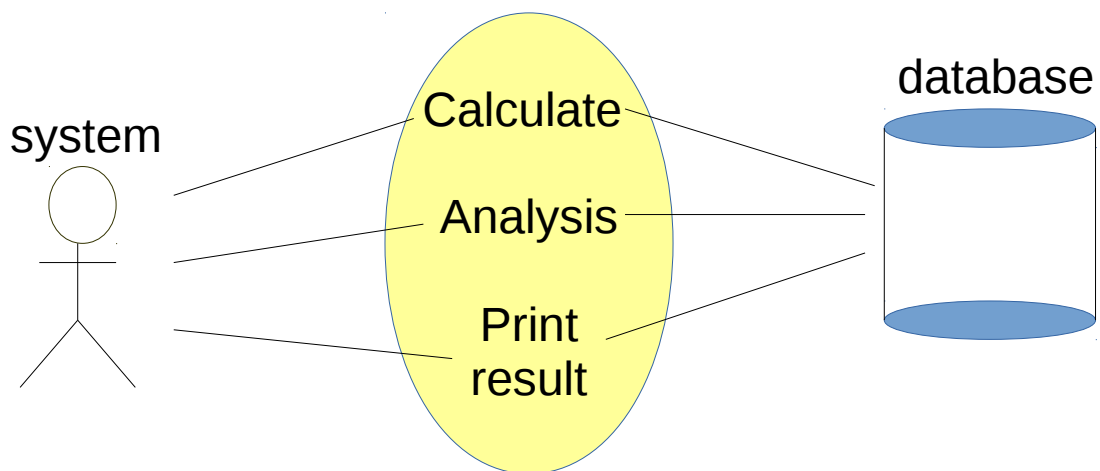 system
Calculate
Analysis
Print
result
database